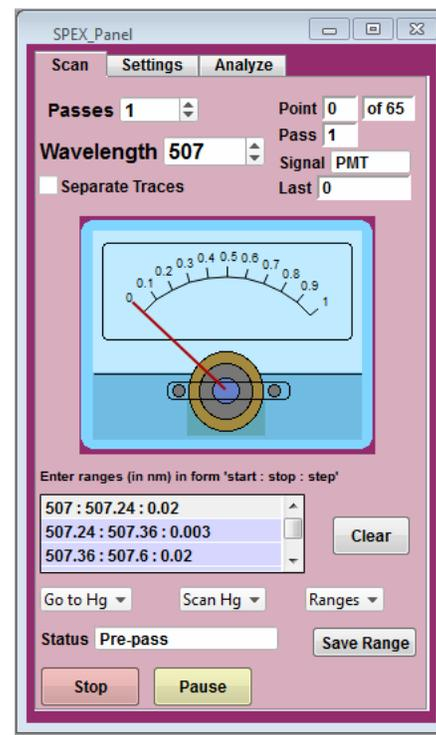 SPEX_Panel
Scan Settings Analyze
Passes 1
Point 0 of 65
Pass 1
Wavelength 507
Signal PMT
Separate Traces
Last 0
0 0.1 0.2 0.3 0.4 0.5 0.6 0.7 0.8 0.9 1
Enter ranges (in nm) in form 'start : stop : step'
507 : 507.24 : 0.02
507.24 : 507.36 : 0.003
507.36 : 507.6 : 0.02
Clear
Go to Hg Scan Hg Ranges
Status Pre-pass
Save Range
Stop Pause